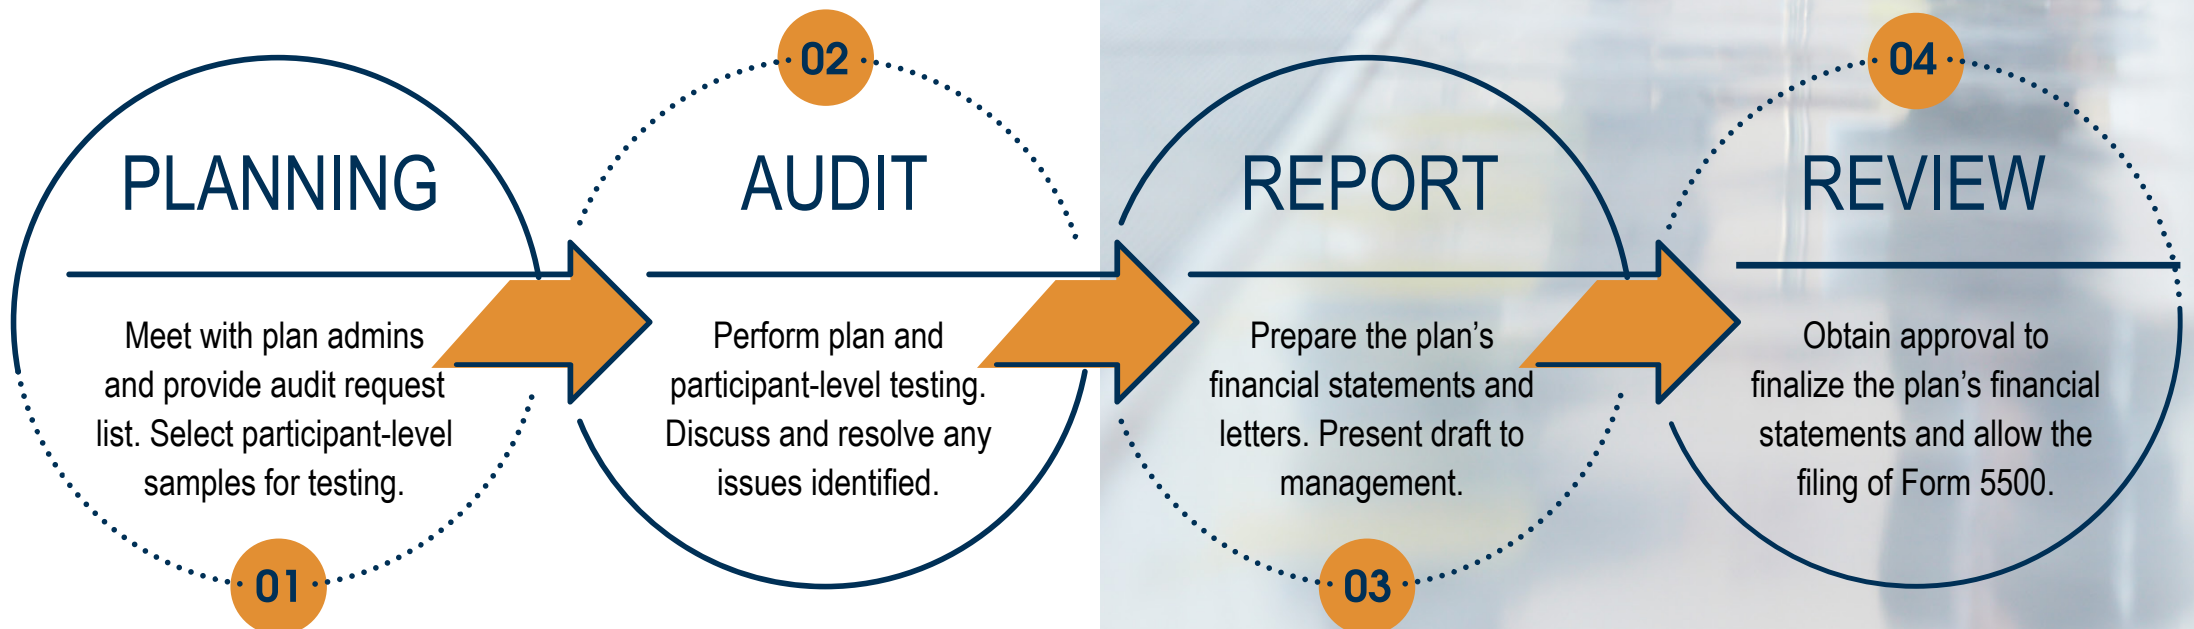 01
PLANNING
Meet with plan admins
and provide audit request
list. Select participant-level
samples for testing.
02
AUDIT
Perform plan and
participant-level testing.
Discuss and resolve any
issues identified.
03
REPORT
Prepare the plan’s
financial statements and
letters. Present draft to
management.
04
REVIEW
Obtain approval to
finalize the plan’s financial
statements and allow the
filing of Form 5500.